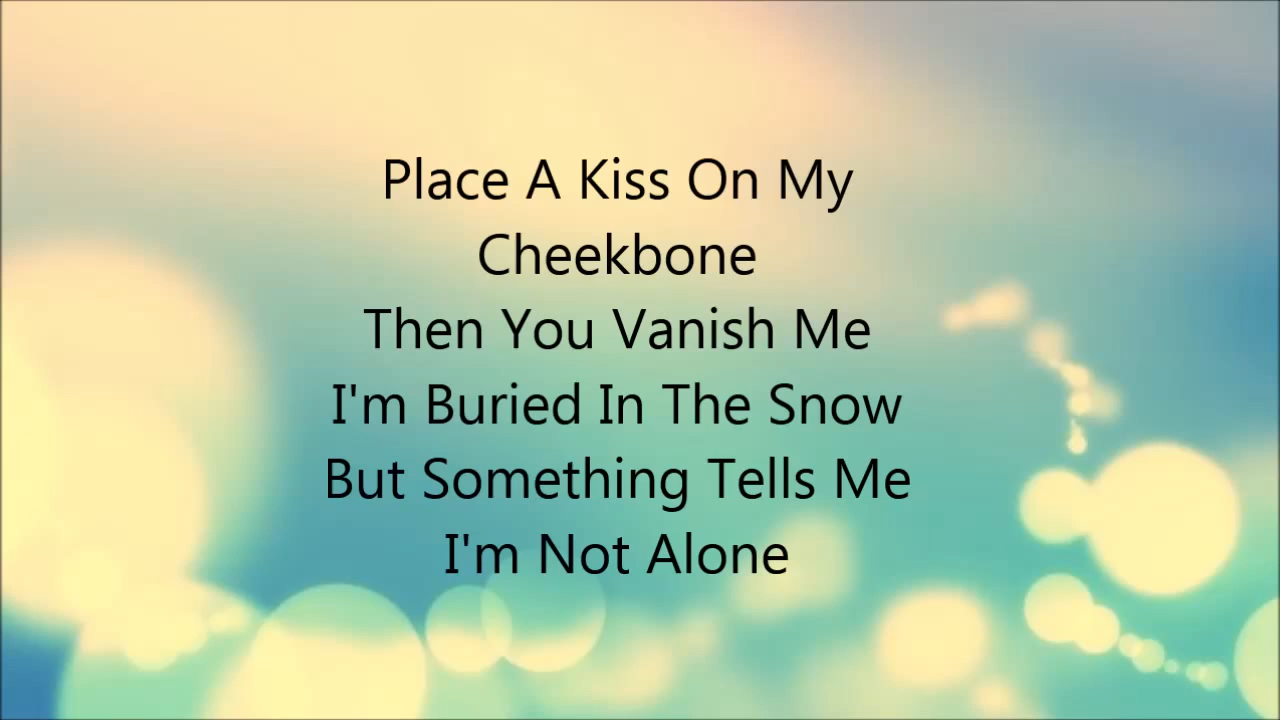 Place A Kiss On My
Cheekbone
Then You Vanish Me
I'm Buried In The Snow
But Something Tells Me
I'm Not Alone